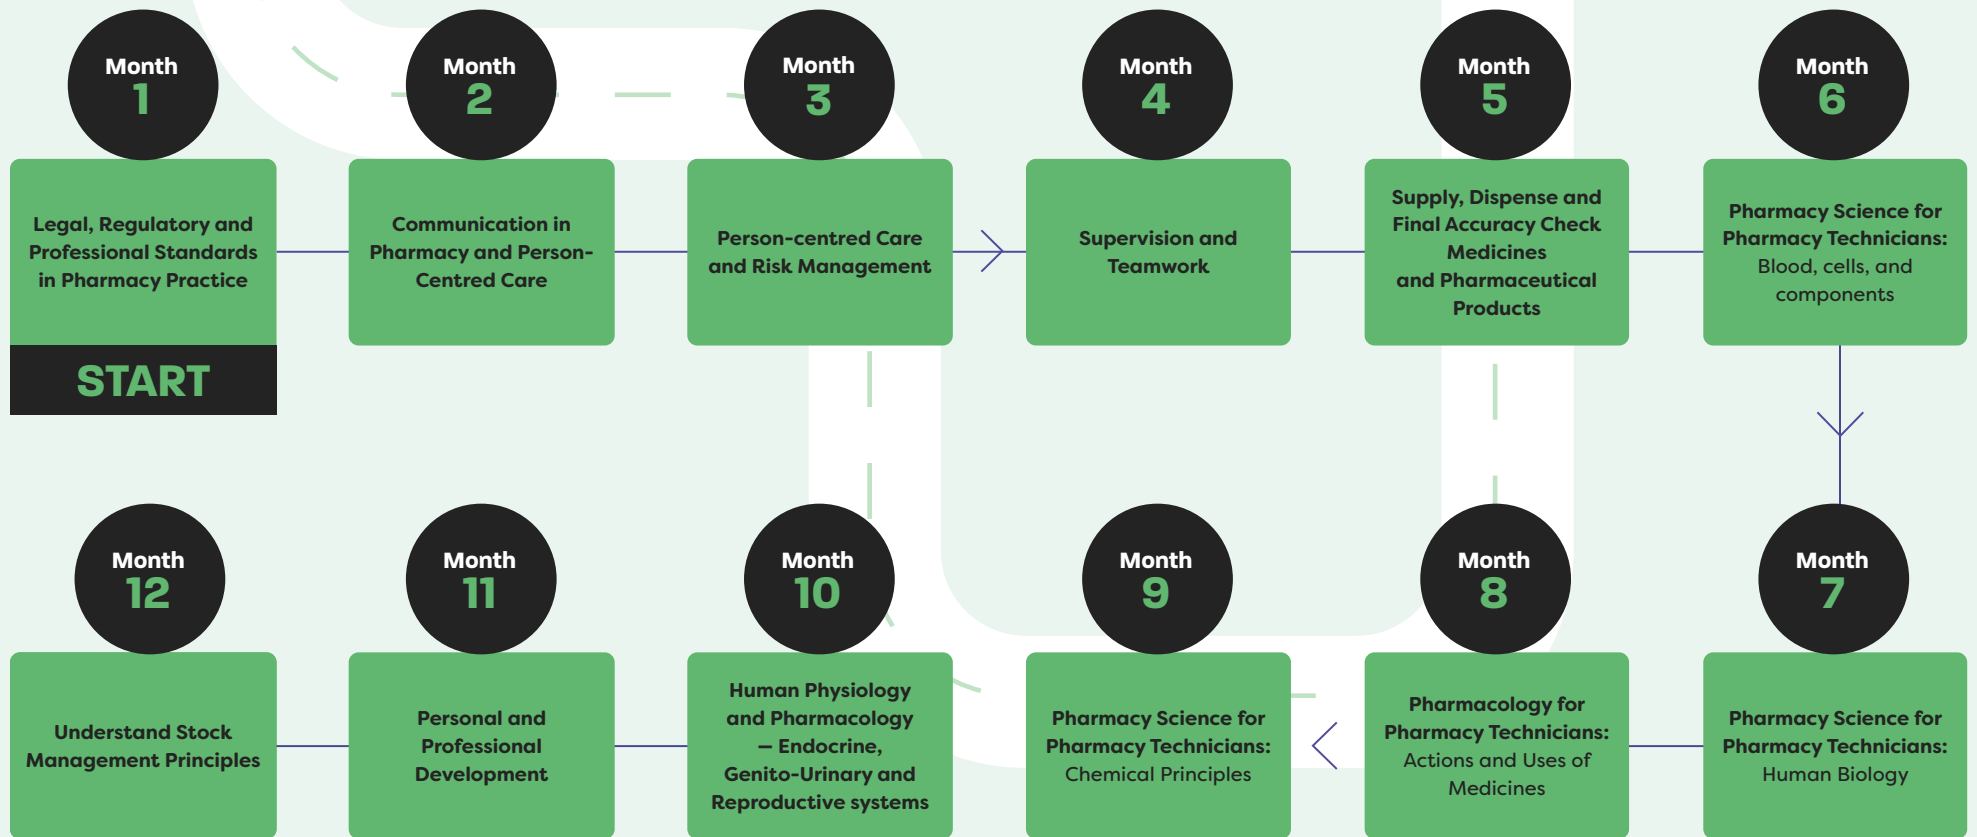 Month
1
Legal, Regulatory and
Professional Standards
in Pharmacy Practice
START
Month
2
Communication in
Pharmacy and Person-
Centred Care
Month
3
Person-centred Care
and Risk Management
Month
4
Supervision and
Teamwork
Month
5
Supply, Dispense and
Final Accuracy Check
Medicines
and Pharmaceutical
Products
Month
6
Pharmacy Science for
Pharmacy Technicians:
Blood, cells, and
components
Month
7
Pharmacy Science for
Pharmacy Technicians:
Human Biology
Month
8
Pharmacology for
Pharmacy Technicians:
Actions and Uses of
Medicines
Month
9
Pharmacy Science for
Pharmacy Technicians:
Chemical Principles
Month
10
Human Physiology
and Pharmacology
– Endocrine,
Genito-Urinary and
Reproductive systems
Month
11
Personal and
Professional
Development
Month
12
Understand Stock
Management Principles